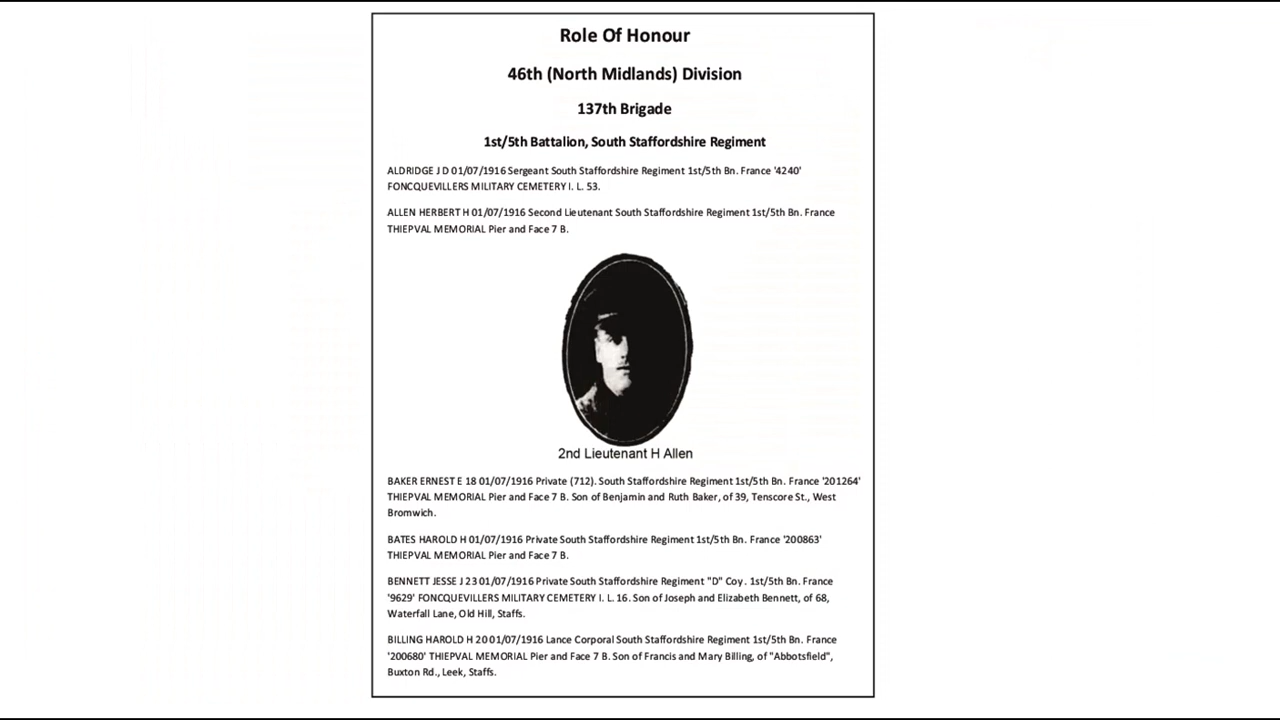 Role Of Honour
46th (North Midlands) Division
137th Brigade
1st/5th Battalion, South Staffordshire Regiment
ALDRIDGE J D 01/07/1916 Sergeant South Staffordshire Regiment 1st/5th Bn. France '4240'
FONCQUEVILLERS MILITARY CEMETERY I. L. 53.
ALLEN HERBERT H 01/07/1916 Second Lieutenant South Staffordshire Regiment 1st/5th Bn. France
THIEPVAL MEMORIAL Pier and Face 7 B.
2nd Lieutenant H Allen
BAKER ERNEST E 18 01/07/1916 Private (712). South Staffordshire Regiment 1st/5th Bn. France '201264'
THIEPVAL MEMORIAL Pier and Face 7 B. Son of Benjamin and Ruth Baker, of 39, Tenscore St., West
Bromwich.
BATES HAROLD H 01/07/1916 Private South Staffordshire Regiment 1st/5th Bn. France '200863'
THIEPVAL MEMORIAL Pier and Face 7 B.
BENNETT JESSE J 23 01/07/1916 Private South Staffordshire Regiment "D" Coy. 1st/5th Bn. France
'9629' FONCQUEVILLERS MILITARY CEMETERY I. L. 16. Son of Joseph and Elizabeth Bennett, of 68,
Waterfall Lane, Old Hill, Staffs.
BILLING HAROLD H 20 01/07/1916 Lance Corporal South Staffordshire Regiment 1st/5th Bn. France
'200680' THIEPVAL MEMORIAL Pier and Face 7 B. Son of Francis and Mary Billing, of "Abbotsfield",
Buxton Rd., Leek, Staffs.